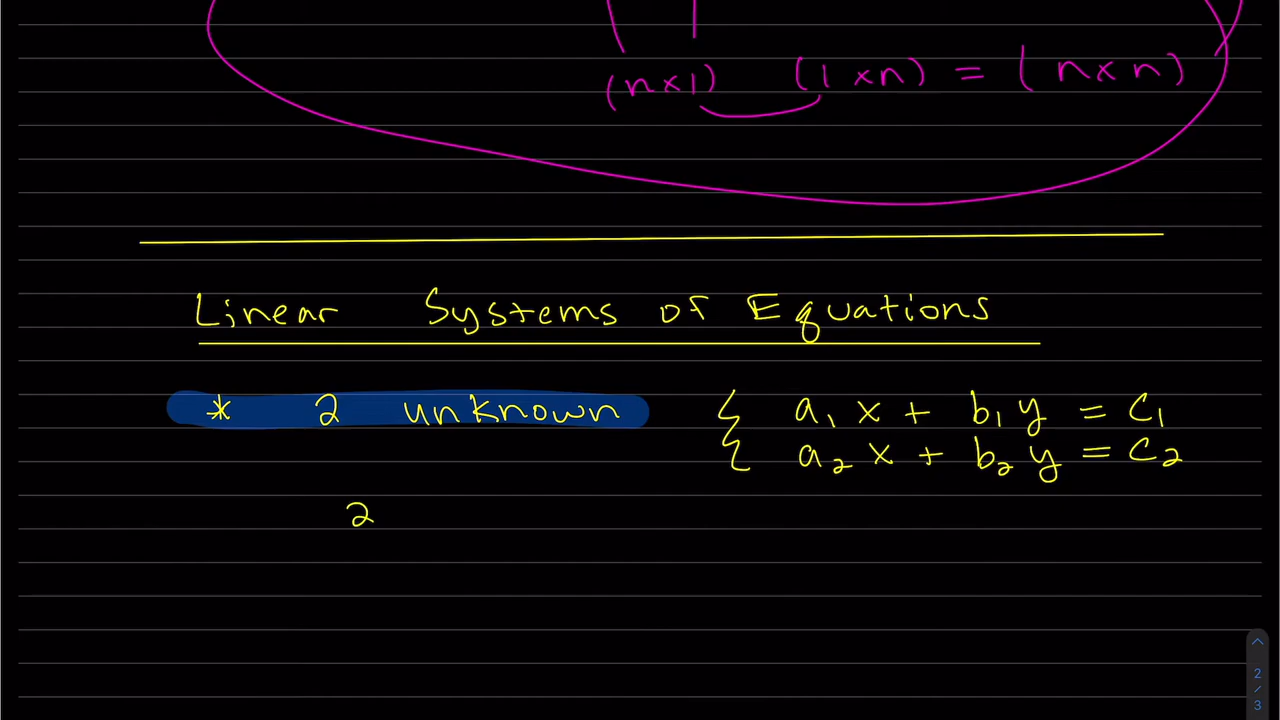 (n×1) (1×n) = (n×n)
Linear Systems of Equations
* 2 unknown { a₁x + b₁y = c₁
{ a₂x + b₂y = c₂
2
2
/
3